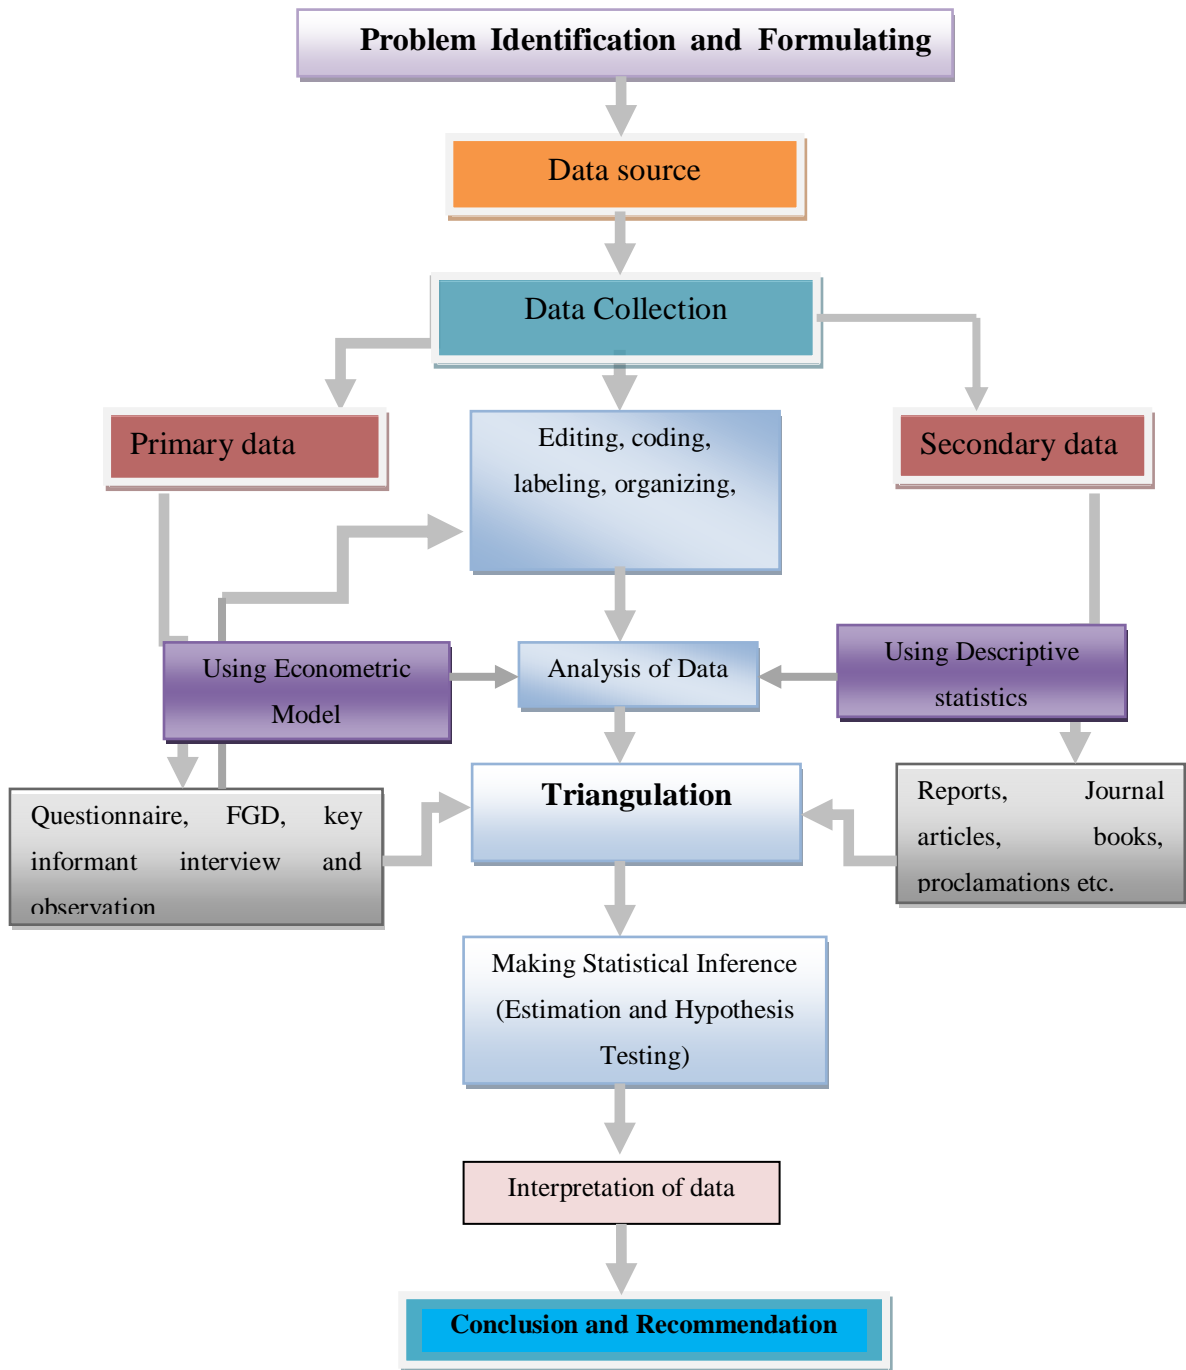 Problem Identification and Formulating
Data source
Data Collection
Primary data
Editing, coding,
labeling, organizing,
Secondary data
Using Econometric
Model
Analysis of Data
Using Descriptive
statistics
Questionnaire, FGD, key
informant interview and
observation
Triangulation
Reports, Journal
articles, books,
proclamations etc.
Making Statistical Inference
(Estimation and Hypothesis
Testing)
Interpretation of data
Conclusion and Recommendation